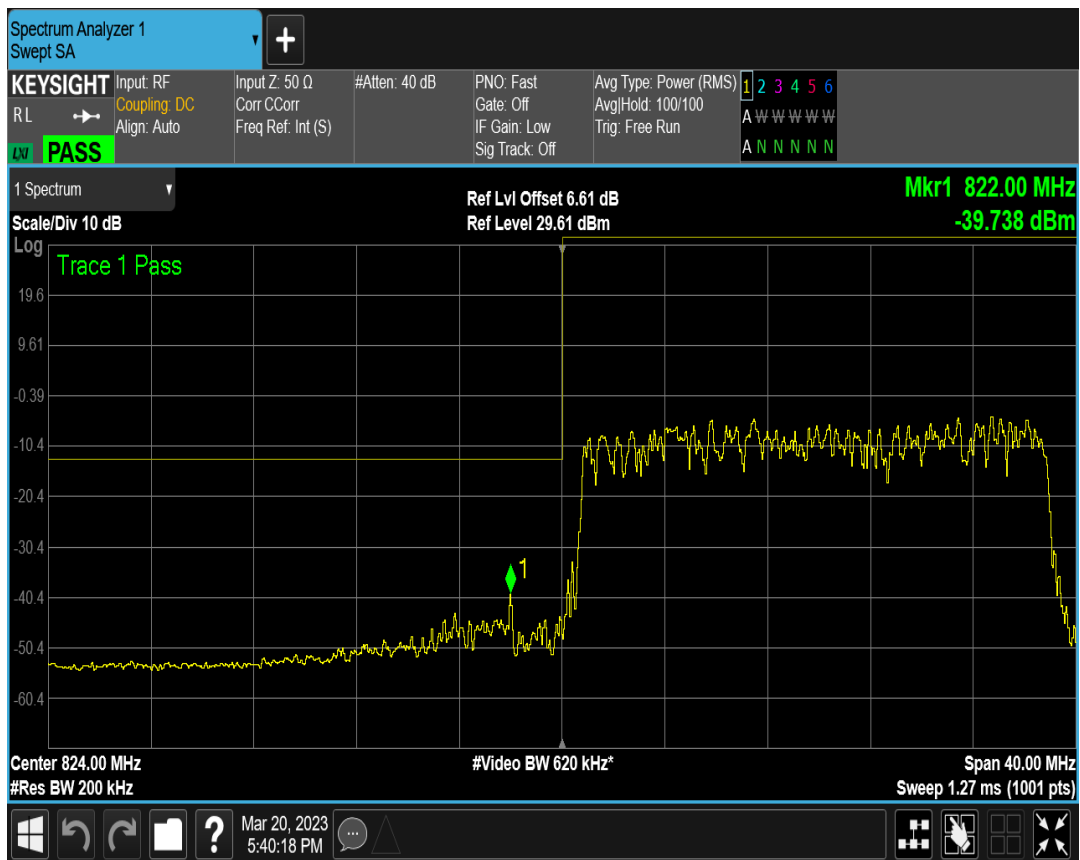 Spectrum Analyzer 1
Swept SA
+
KEYSIGHT
RL
LXI PASS
Input: RF
Coupling: DC
Align: Auto
Input Z: 50 Ω
Corr CCorr
Freq Ref: Int (S)
#Atten: 40 dB
PNO: Fast
Gate: Off
IF Gain: Low
Sig Track: Off
Avg Type: Power (RMS)
Avg|Hold: 100/100
Trig: Free Run
1 2 3 4 5 6
A W W W W W
A N N N N N
1 Spectrum
Scale/Div 10 dB
Ref Lvl Offset 6.61 dB
Ref Level 29.61 dBm
Mkr1 822.00 MHz
-39.738 dBm
Log
Trace 1 Pass
19.6
9.61
-0.39
-10.4
-20.4
-30.4
-40.4
-50.4
-60.4
1
Center 824.00 MHz
#Res BW 200 kHz
#Video BW 620 kHz*
Span 40.00 MHz
Sweep 1.27 ms (1001 pts)
?
Mar 20, 2023
5:40:18 PM